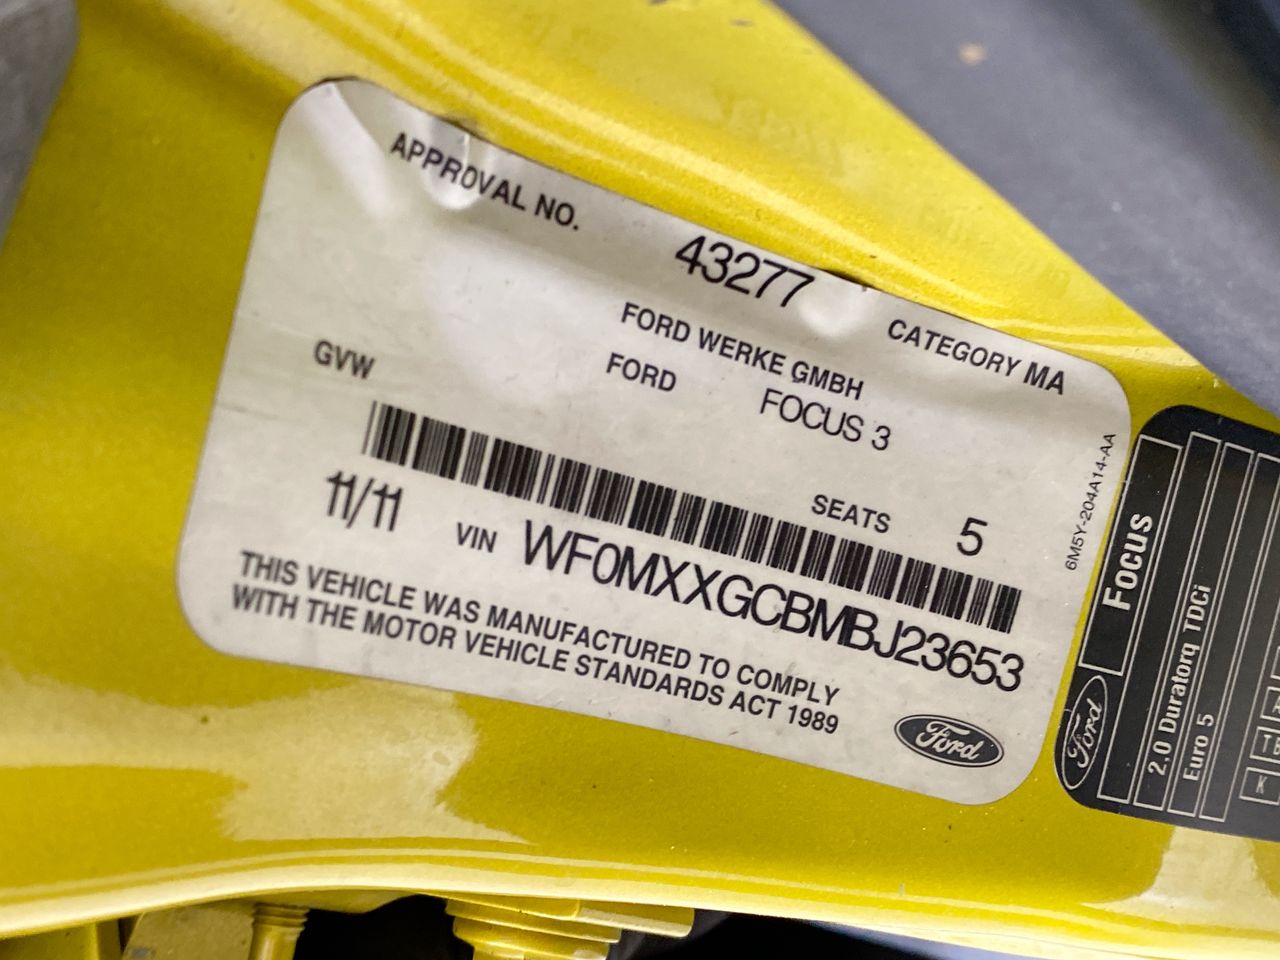 APPROVAL NO.
43277
CATEGORY MA
FORD WERKE GMBH
GVW
FORD FOCUS 3
SEATS 5
11/11
VIN WF0MXXGCBMBJ23653
THIS VEHICLE WAS MANUFACTURED TO COMPLY
WITH THE MOTOR VEHICLE STANDARDS ACT 1989
Ford
6M5Y-204A14-AA
Ford
Focus
2.0 Duratorq TDCi
Euro 5
K